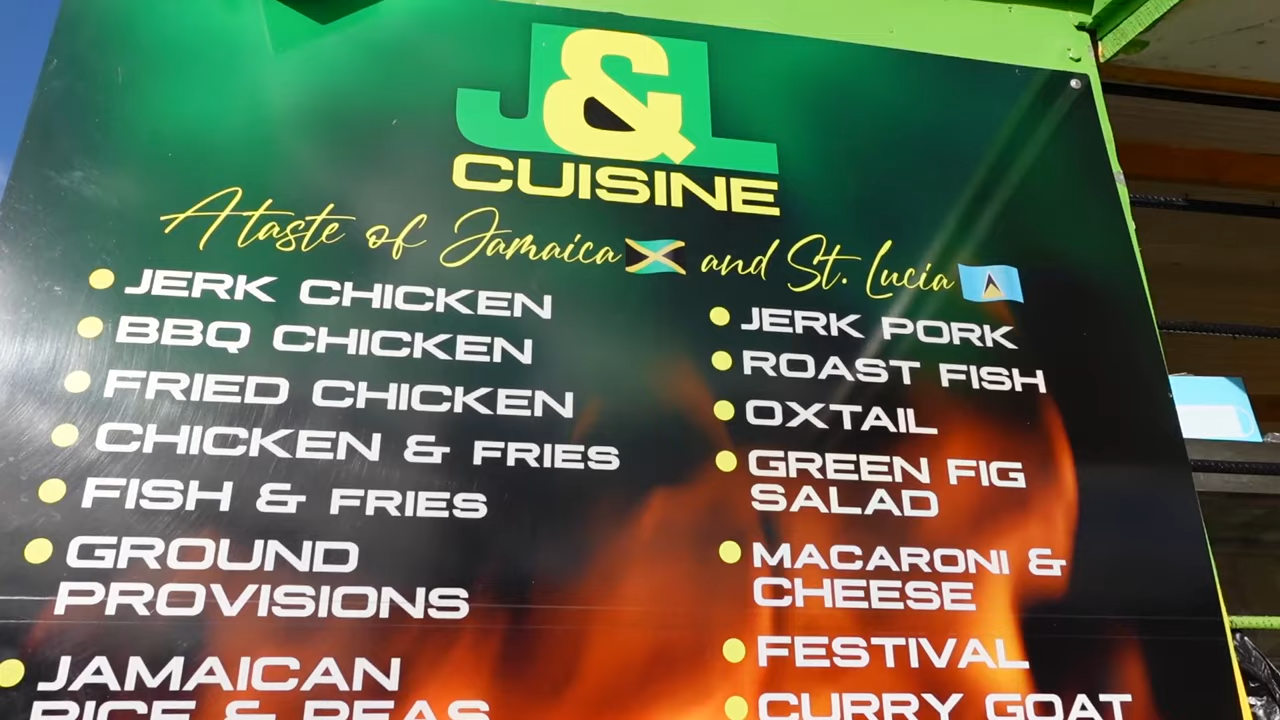 J&L
CUISINE
A taste of Jamaica and St. Lucia
JERK CHICKEN
BBQ CHICKEN
FRIED CHICKEN
CHICKEN & FRIES
FISH & FRIES
GROUND
PROVISIONS
JAMAICAN
RICE & PEAS
JERK PORK
ROAST FISH
OXTAIL
GREEN FIG
SALAD
MACARONI &
CHEESE
FESTIVAL
CURRY GOAT